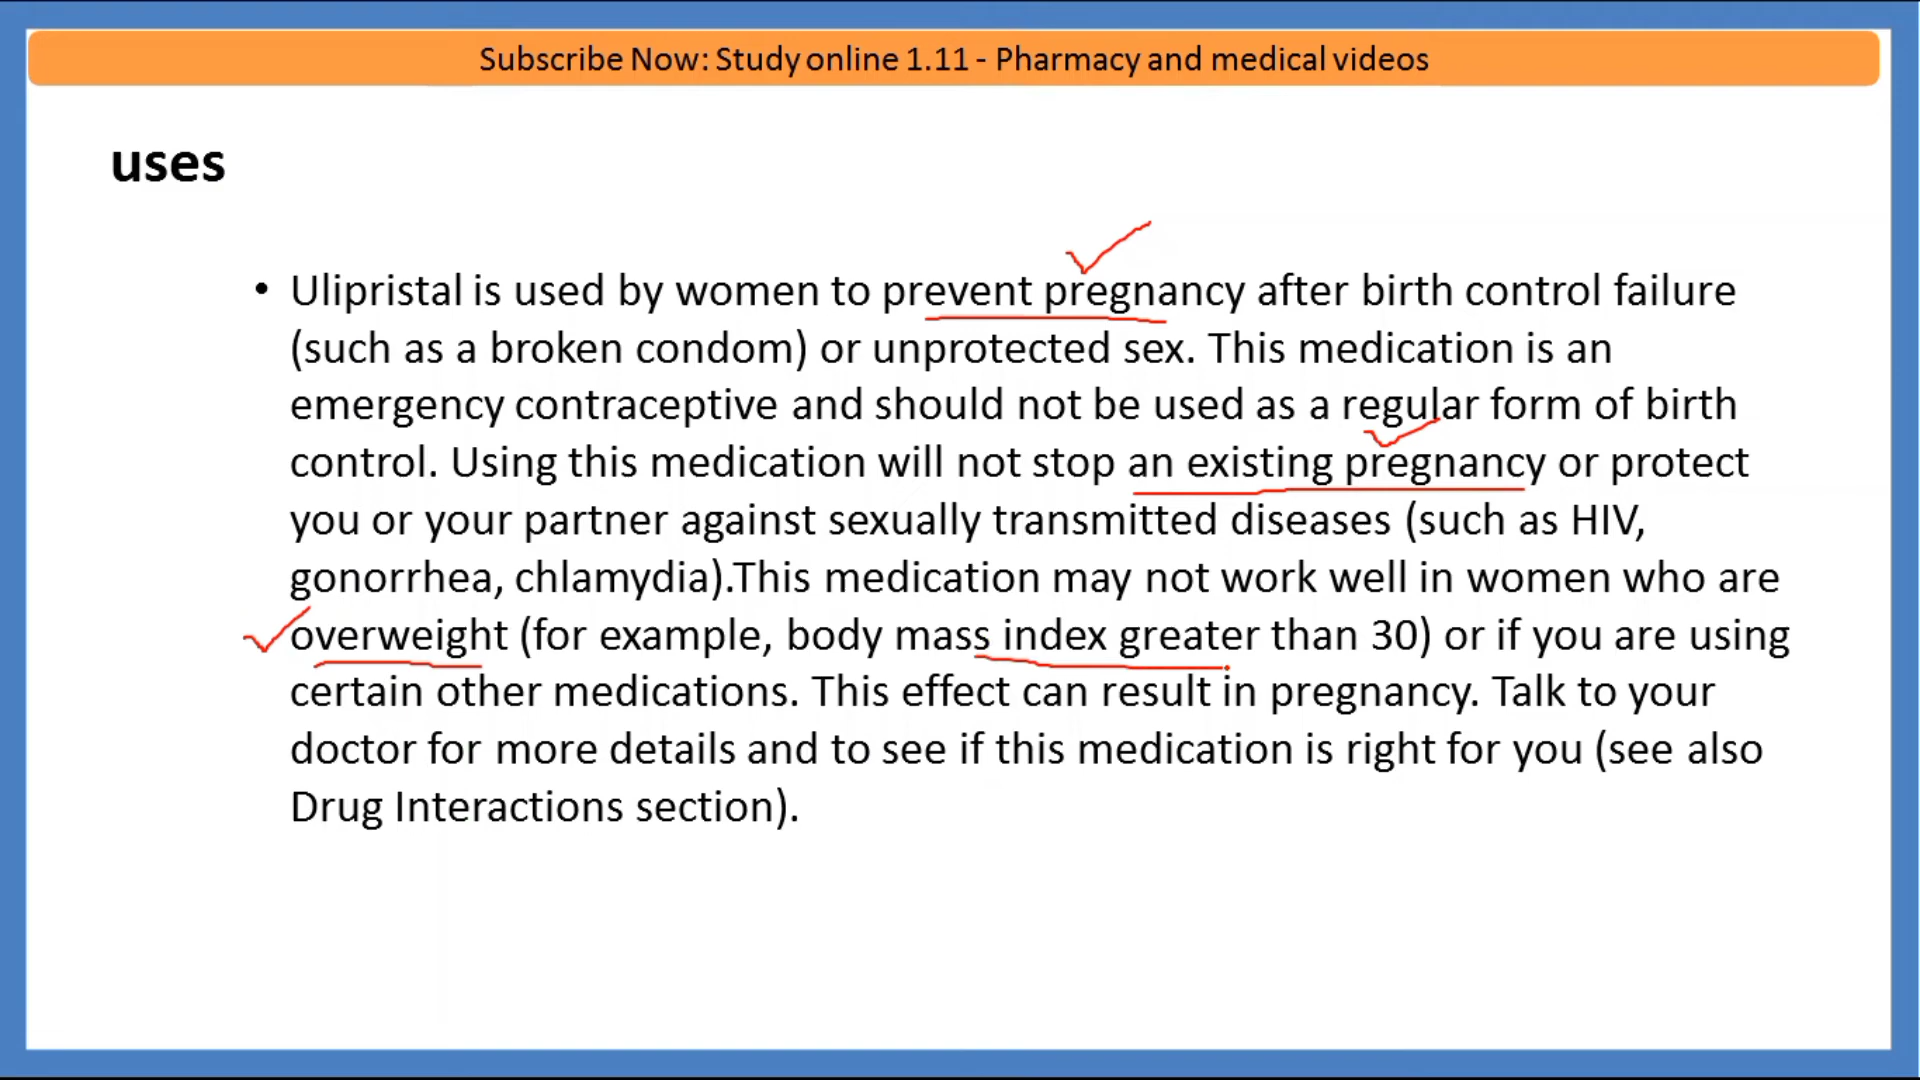 Subscribe Now: Study online 1.11 - Pharmacy and medical videos
uses
• Ulipristal is used by women to prevent pregnancy after birth control failure
(such as a broken condom) or unprotected sex. This medication is an
emergency contraceptive and should not be used as a regular form of birth
control. Using this medication will not stop an existing pregnancy or protect
you or your partner against sexually transmitted diseases (such as HIV,
gonorrhea, chlamydia).This medication may not work well in women who are
overweight (for example, body mass index greater than 30) or if you are using
certain other medications. This effect can result in pregnancy. Talk to your
doctor for more details and to see if this medication is right for you (see also
Drug Interactions section).